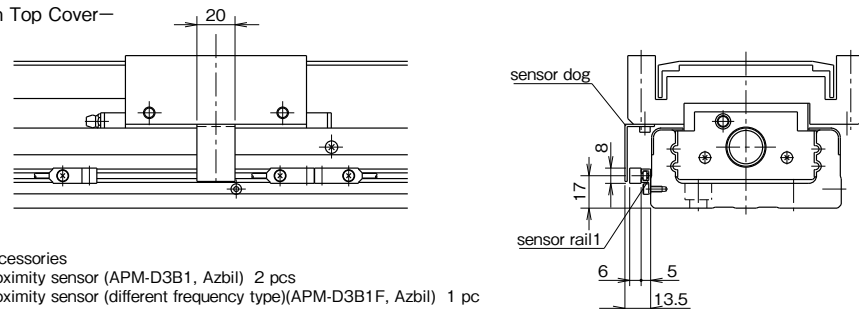 Top Cover−
20
sensor dog
8
17
sensor rail1
6
5
13.5
cessories
oximity sensor (APM-D3B1, Azbil) 2 pcs
oximity sensor (different frequency type)(APM-D3B1F, Azbil) 1 pc